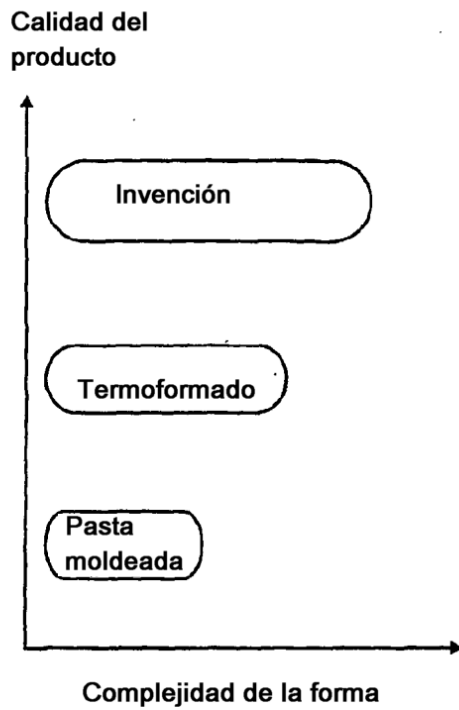 Calidad del
producto
Invención
Termoformado
Pasta
moldeada
Complejidad de la forma